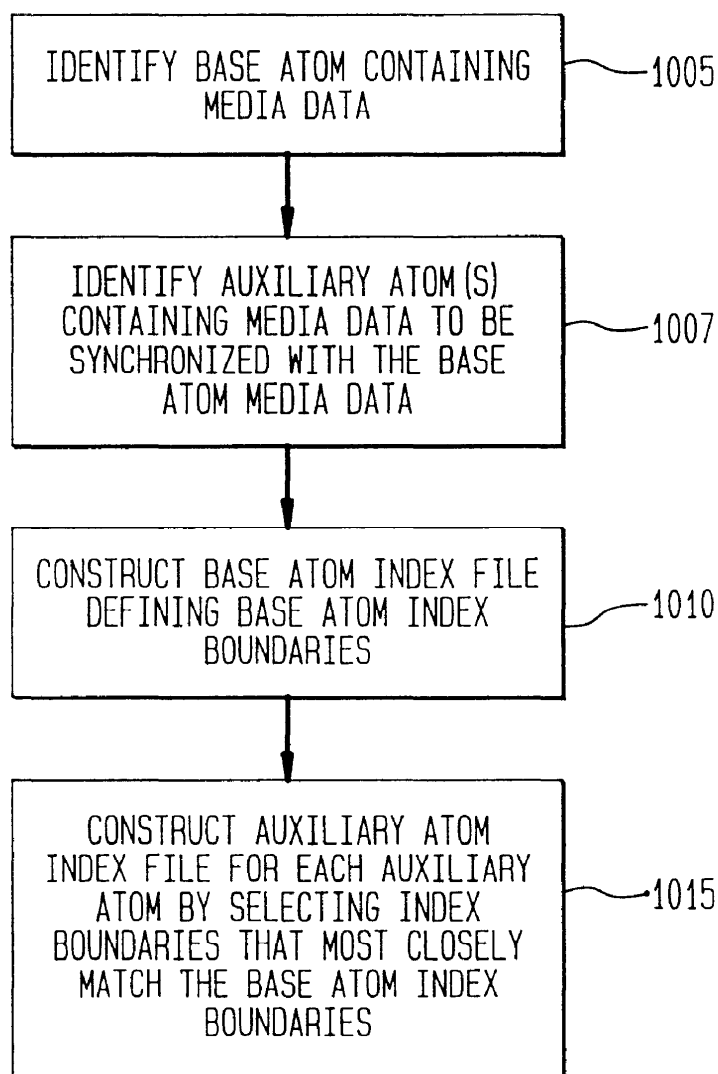 IDENTIFY BASE ATOM CONTAINING
MEDIA DATA
1005
IDENTIFY AUXILIARY ATOM(S)
CONTAINING MEDIA DATA TO BE
SYNCHRONIZED WITH THE BASE
ATOM MEDIA DATA
1007
CONSTRUCT BASE ATOM INDEX FILE
DEFINING BASE ATOM INDEX
BOUNDARIES
1010
CONSTRUCT AUXILIARY ATOM
INDEX FILE FOR EACH AUXILIARY
ATOM BY SELECTING INDEX
BOUNDARIES THAT MOST CLOSELY
MATCH THE BASE ATOM INDEX
BOUNDARIES
1015